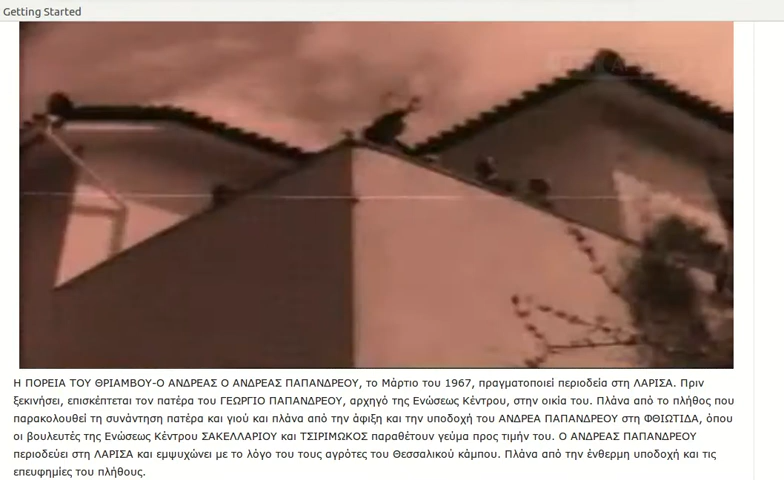 Getting Started
Η ΠΟΡΕΙΑ ΤΟΥ ΘΡΙΑΜΒΟΥ-Ο ΑΝΔΡΕΑΣ Ο ΑΝΔΡΕΑΣ ΠΑΠΑΝΔΡΕΟΥ, το Μάρτιο του 1967, πραγματοποιεί περιοδεία στη ΛΑΡΙΣΑ. Πριν
ξεκινήσει, επισκέπτεται τον πατέρα του ΓΕΩΡΓΙΟ ΠΑΠΑΝΔΡΕΟΥ, αρχηγό της Ενώσεως Κέντρου, στην οικία του. Πλάνα από το πλήθος που
παρακολουθεί τη συνάντηση πατέρα και γιού και πλάνα από την άφιξη και την υποδοχή του ΑΝΔΡΕΑ ΠΑΠΑΝΔΡΕΟΥ στη ΦΘΙΩΤΙΔΑ, όπου
οι βουλευτές της Ενώσεως Κέντρου ΣΑΚΕΛΛΑΡΙΟΥ και ΤΣΙΡΙΜΩΚΟΣ παραθέτουν γεύμα προς τιμήν του. Ο ΑΝΔΡΕΑΣ ΠΑΠΑΝΔΡΕΟΥ
περιοδεύει στη ΛΑΡΙΣΑ και εμψυχώνει με το λόγο του τους αγρότες του Θεσσαλικού κάμπου. Πλάνα από την ένθερμη υποδοχή και τις
επευφημίες του πλήθους.